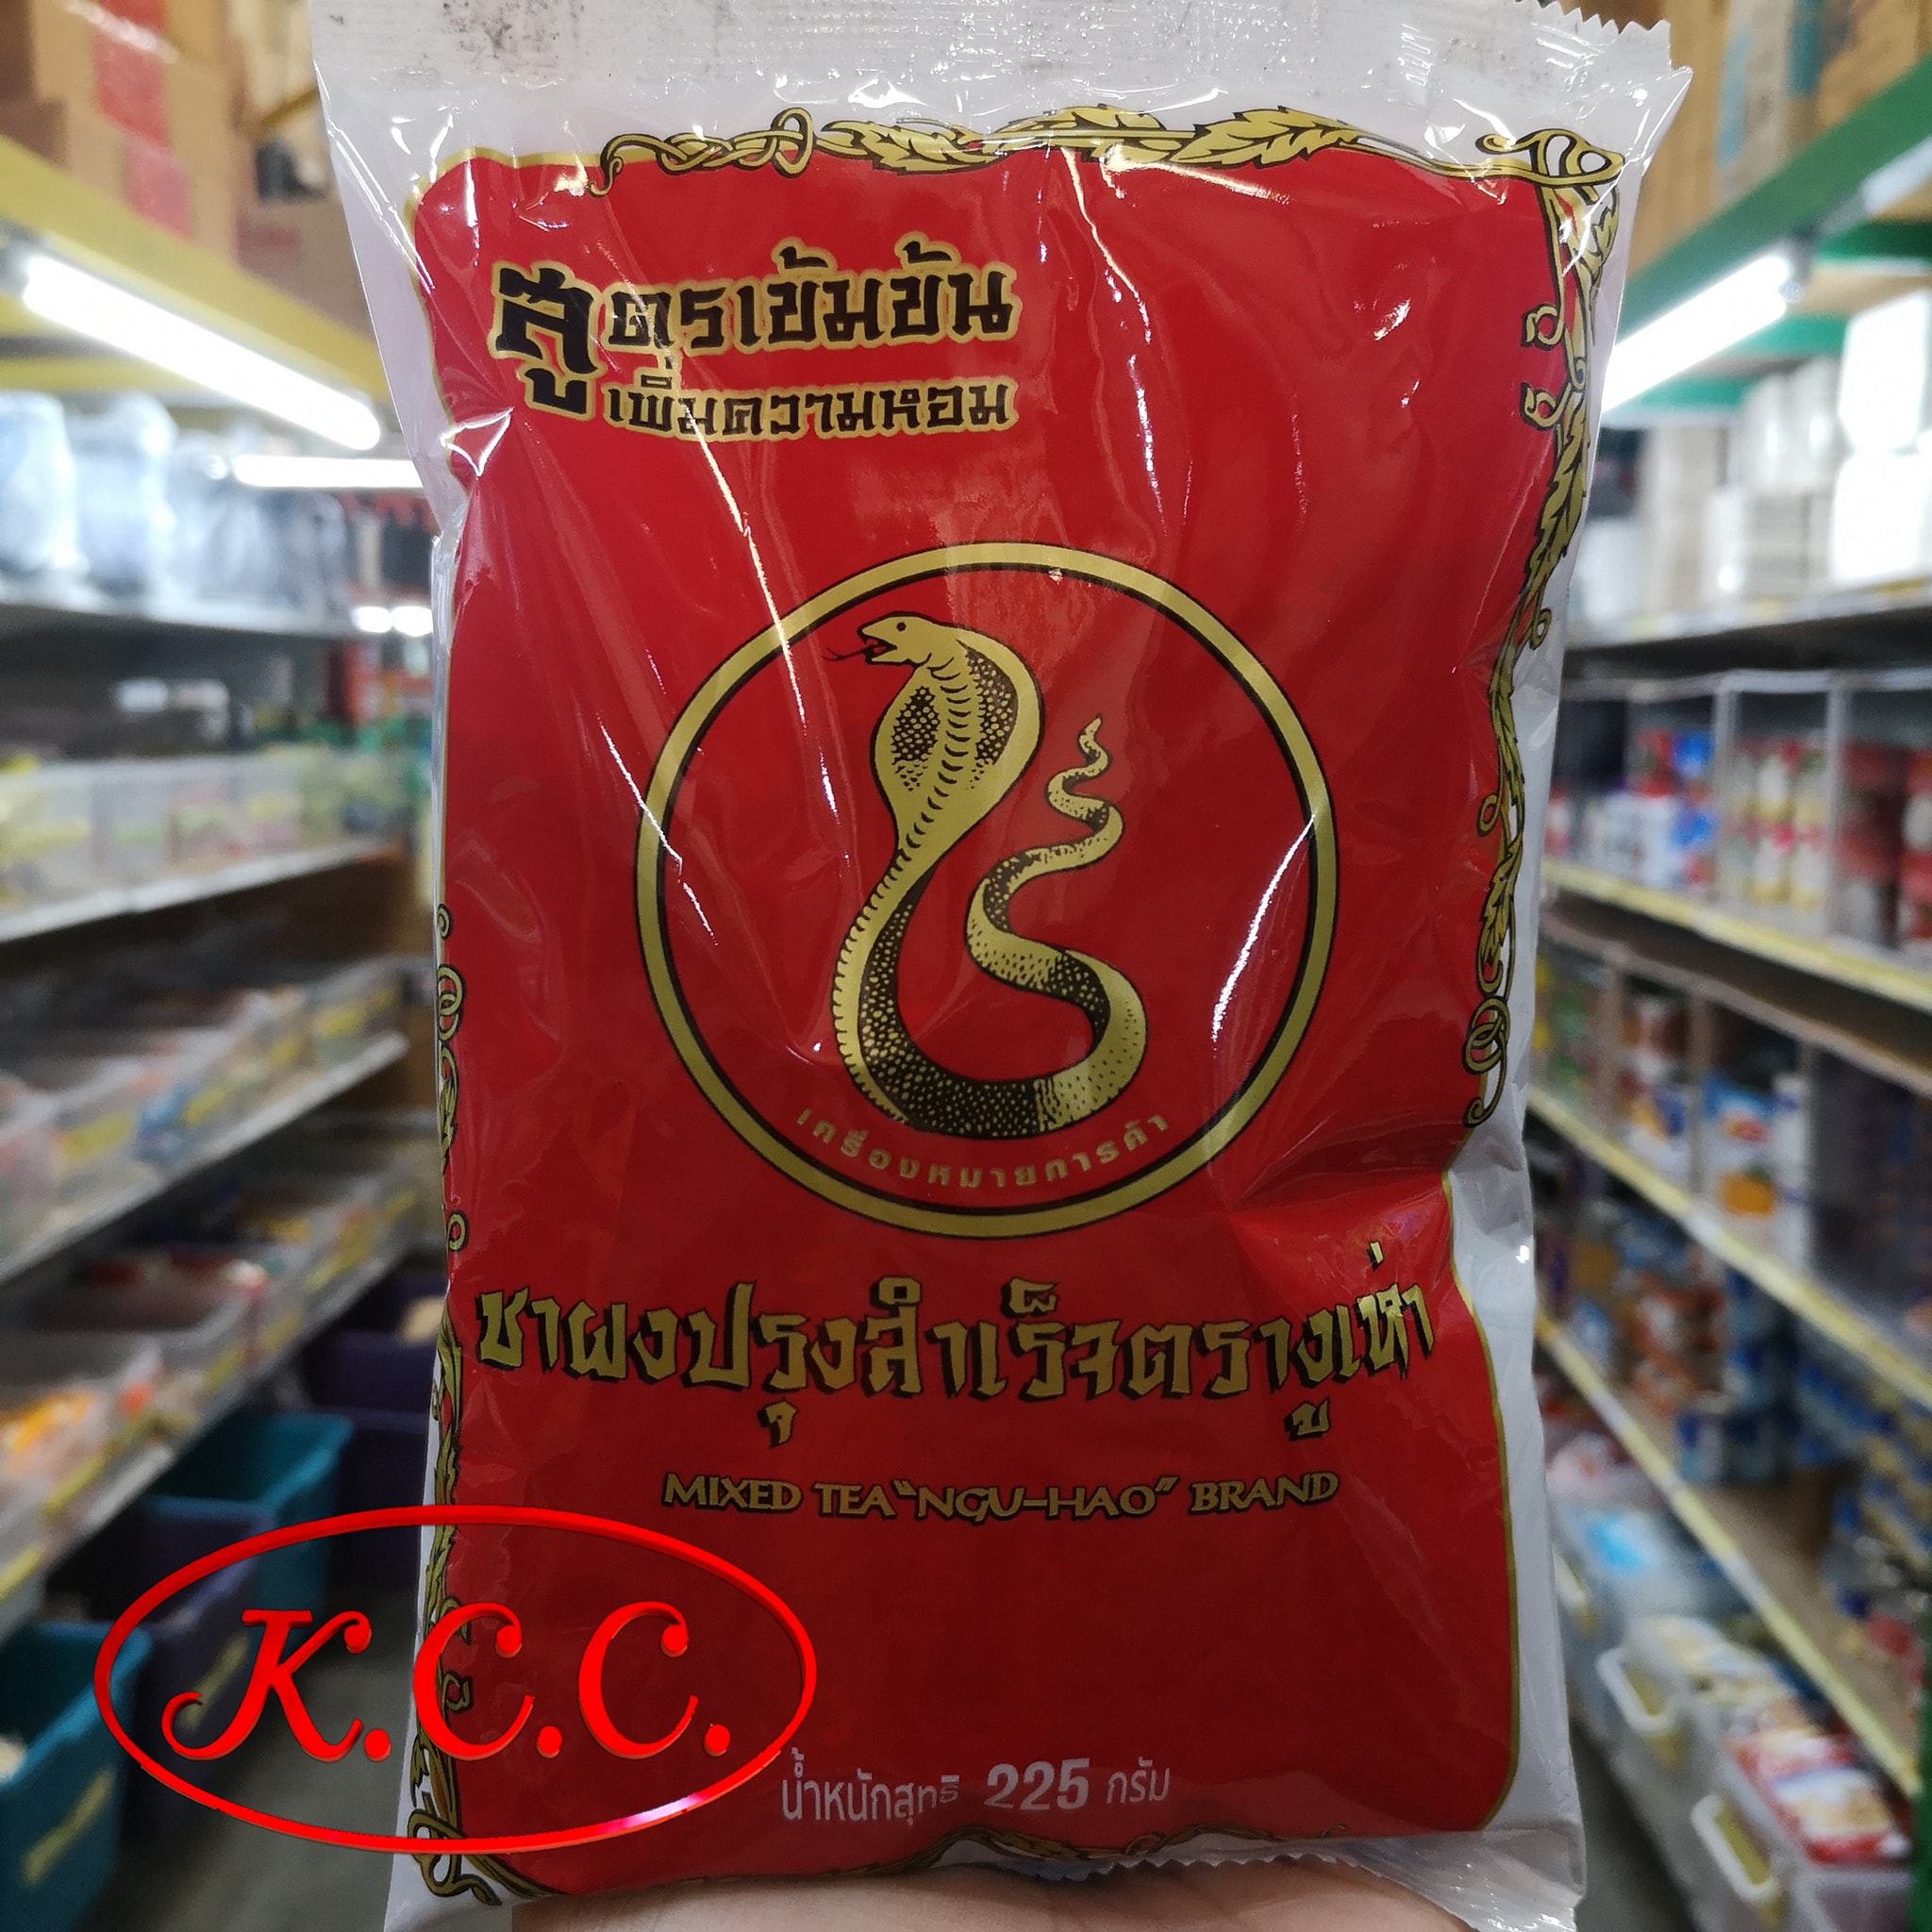 สูตรเข้มข้น
เพิ่มความหอม
เครื่องหมายการค้า
ชาผงปรุงสำเร็จตรางูเห่า
MIXED TEA "NGU-HAO" BRAND
K.C.C.
น้ำหนักสุทธิ 225 กรัม